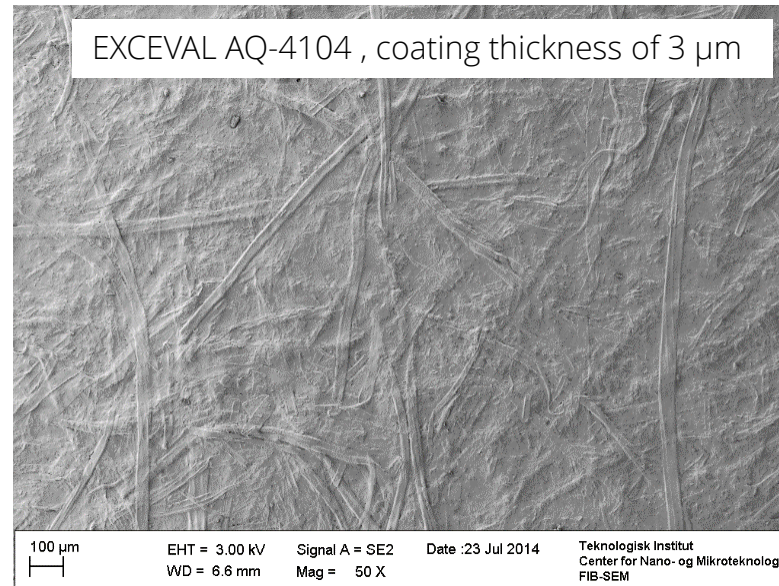 EXCEVAL AQ-4104 , coating thickness of 3 µm
100 µm
EHT = 3.00 kV
WD = 6.6 mm
Signal A = SE2
Mag = 50 X
Date :23 Jul 2014
Teknologisk Institut
Center for Nano- og Mikroteknolog
FIB-SEM